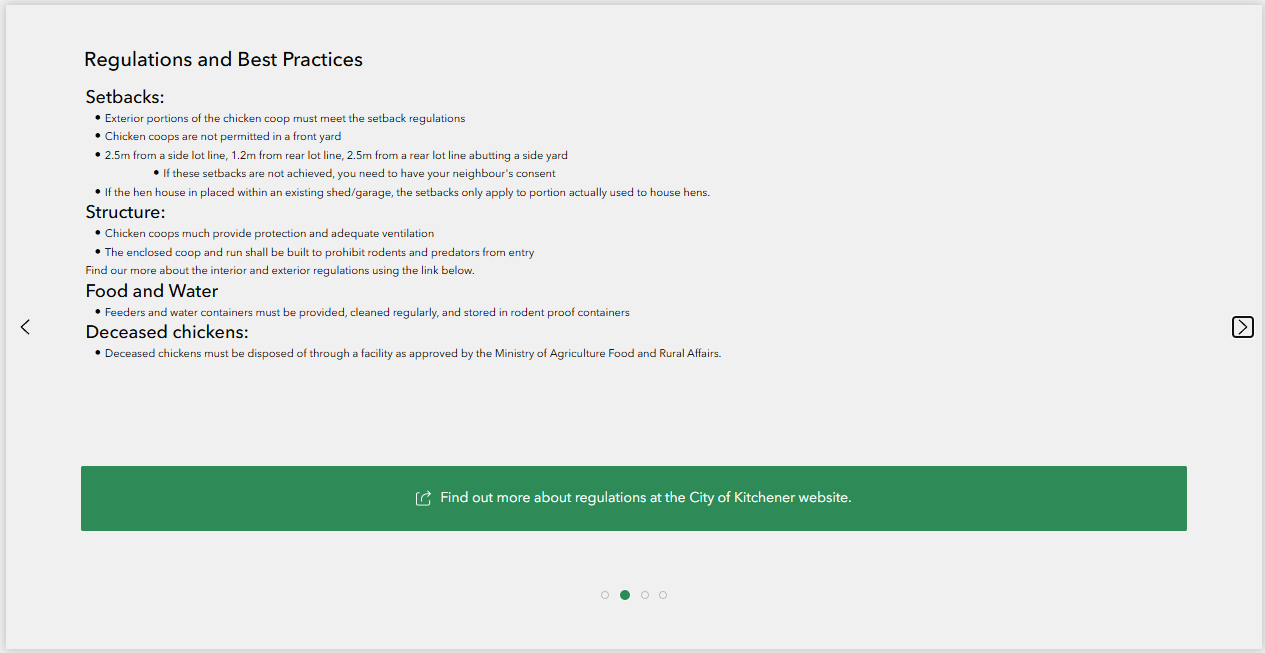 Regulations and Best Practices
Setbacks:
• Exterior portions of the chicken coop must meet the setback regulations
• Chicken coops are not permitted in a front yard
• 2.5m from a side lot line, 1.2m from rear lot line, 2.5m from a rear lot line abutting a side yard
• If these setbacks are not achieved, you need to have your neighbour's consent
• If the hen house in placed within an existing shed/garage, the setbacks only apply to portion actually used to house hens.
Structure:
• Chicken coops much provide protection and adequate ventilation
• The enclosed coop and run shall be built to prohibit rodents and predators from entry
Find our more about the interior and exterior regulations using the link below.
Food and Water
• Feeders and water containers must be provided, cleaned regularly, and stored in rodent proof containers
Deceased chickens:
• Deceased chickens must be disposed of through a facility as approved by the Ministry of Agriculture Food and Rural Affairs.
Find out more about regulations at the City of Kitchener website.